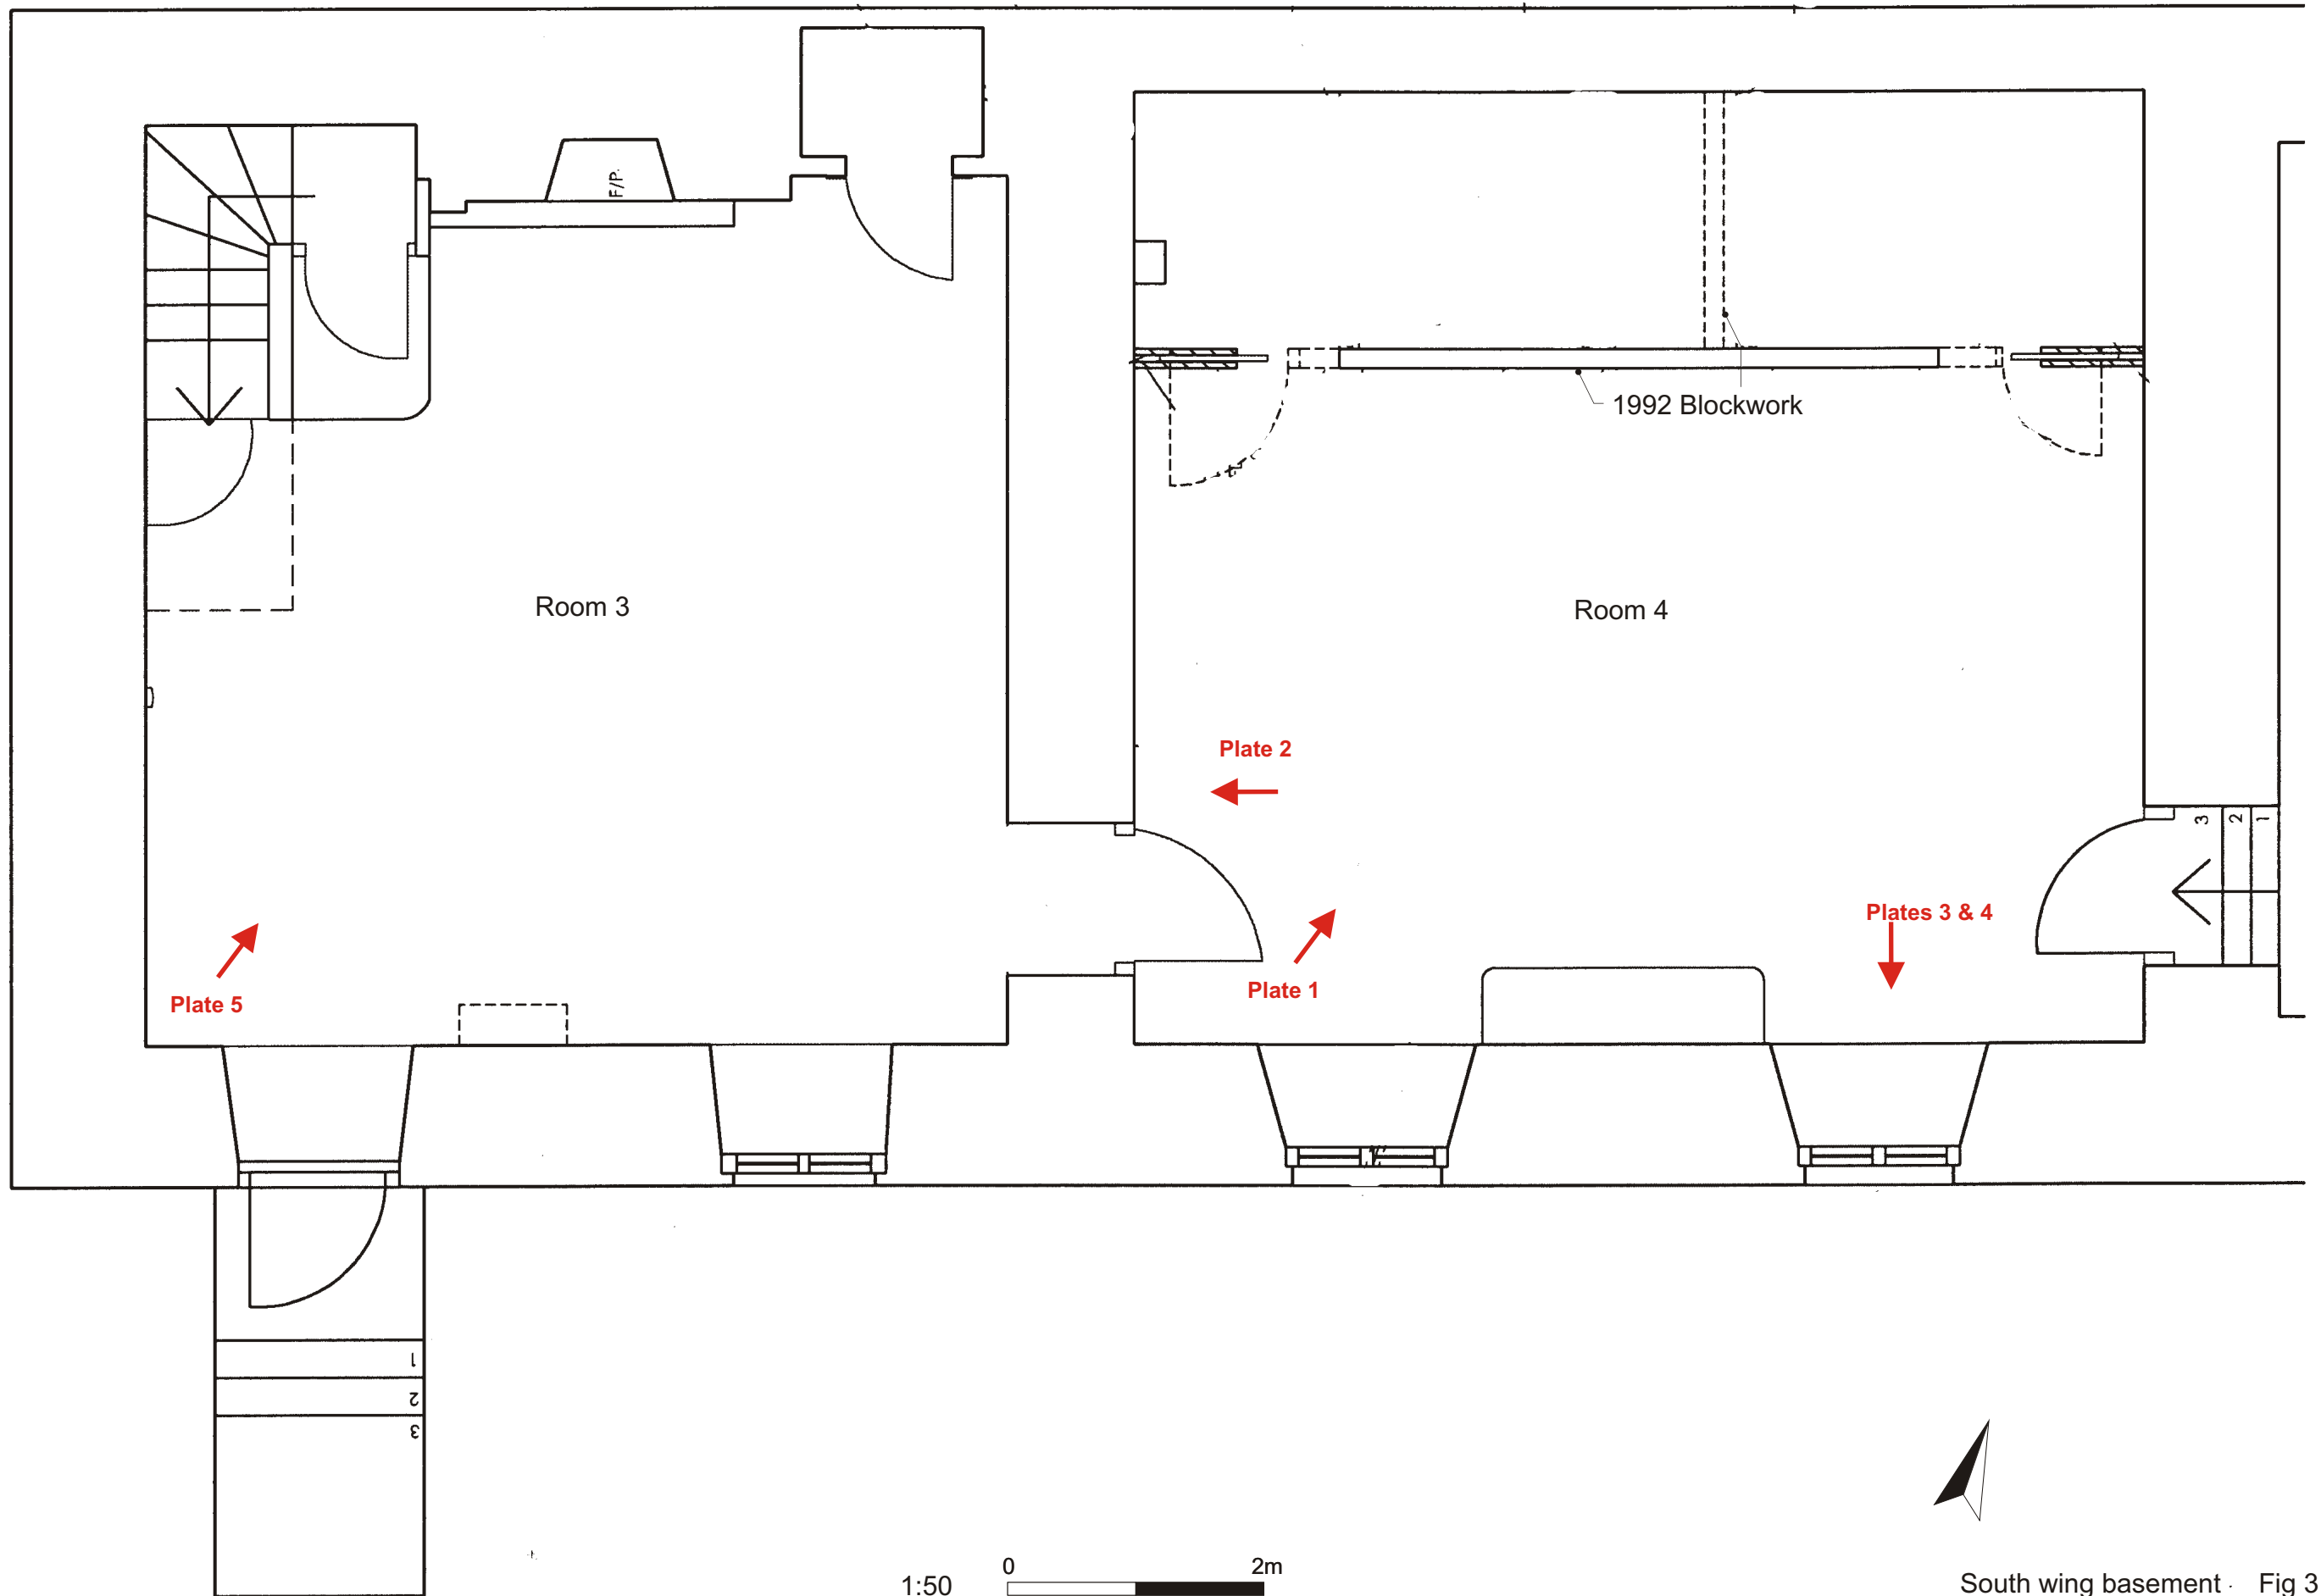 F/P.
1992 Blockwork
Room 3
Room 4
Plate 2
3
2
1
Plates 3 & 4
Plate 5
Plate 1
1
2
3
1:50
0
2m
South wing basement
Fig 3